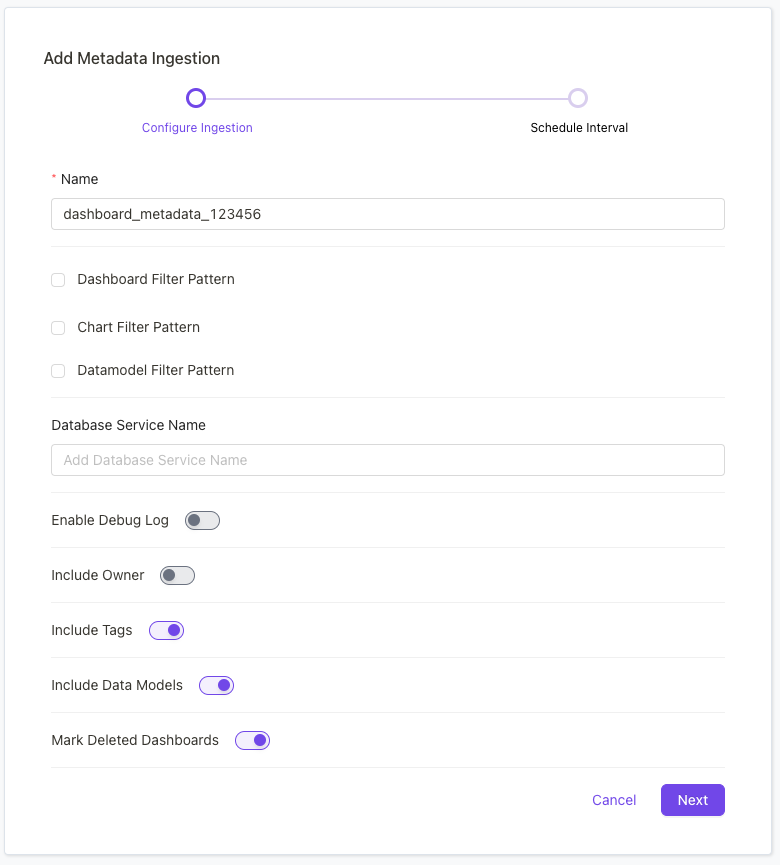 Add Metadata Ingestion
Configure Ingestion
Schedule Interval
* Name
dashboard_metadata_123456
Dashboard Filter Pattern
Chart Filter Pattern
Datamodel Filter Pattern
Database Service Name
Add Database Service Name
Enable Debug Log
Include Owner
Include Tags
Include Data Models
Mark Deleted Dashboards
Cancel
Next